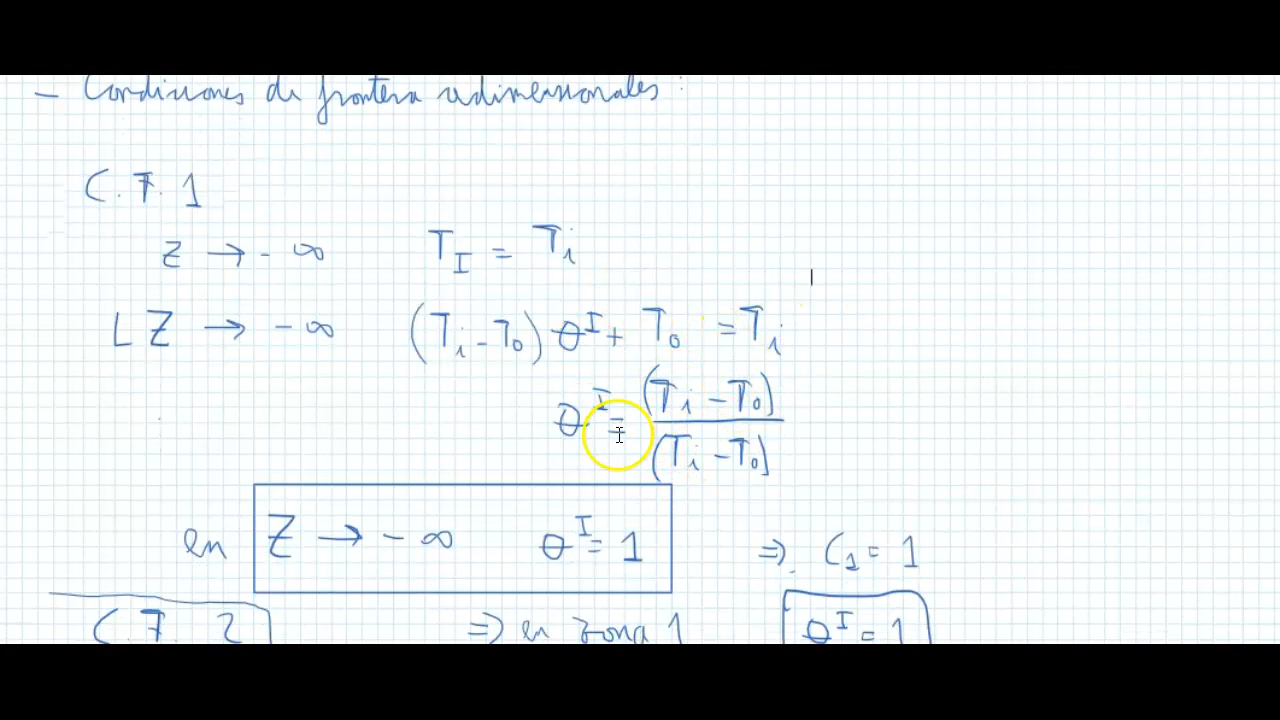 - Condiciones de frontera adimensionales:
C.F.1
z → -∞ T_I = T_i
LZ → -∞ (T_i - T_0) θ^I + T_0 = T_i
θ^I = (T_i - T_0) / (T_i - T_0)
en Z → -∞ θ^I = 1 ⇒ C_1 = 1
C.F. 2 ⇒ en zona 1 θ^I = 1